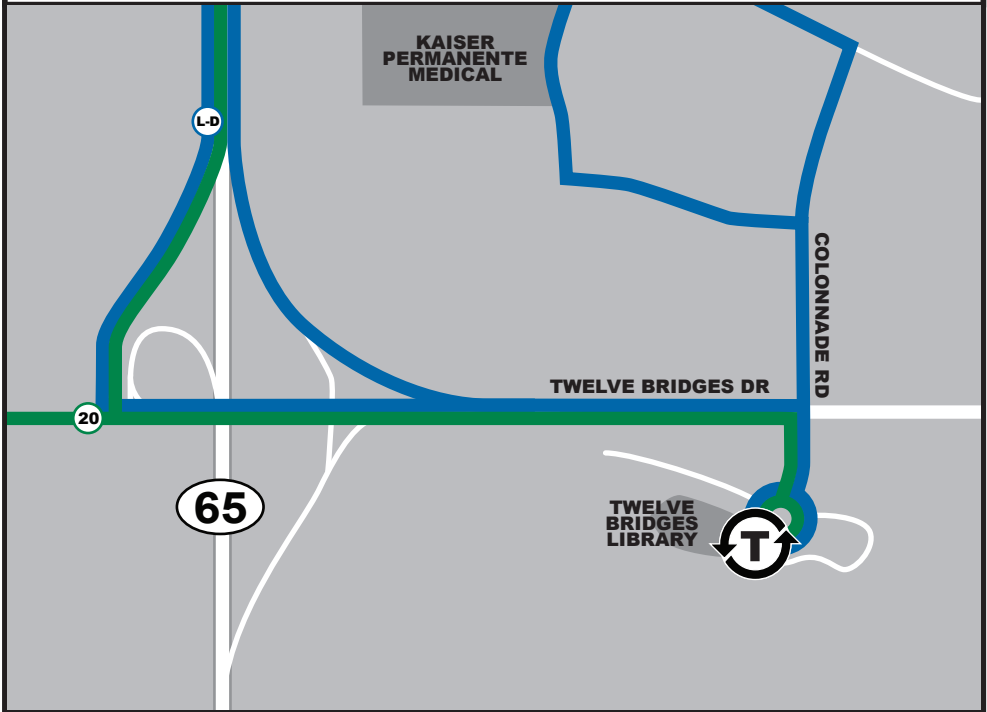 KAISER
PERMANENTE
MEDICAL
L-D
COLONNADE RD
TWELVE BRIDGES DR
20
65
TWELVE
BRIDGES
LIBRARY
T